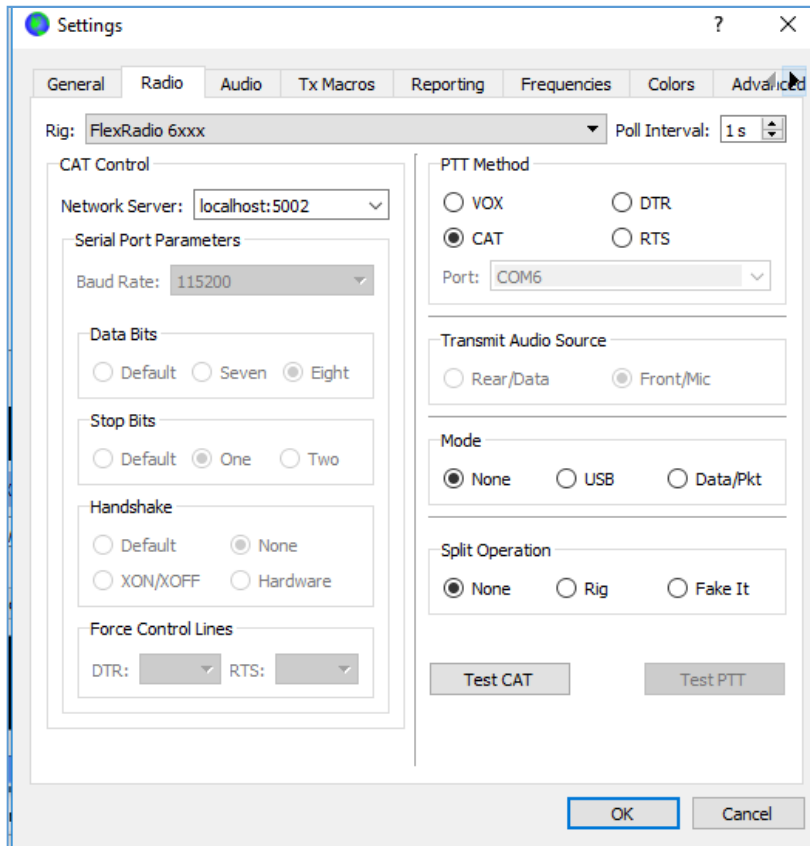 Settings
?
General Radio Audio Tx Macros Reporting Frequencies Colors Advanced
Rig: FlexRadio 6xxx Poll Interval: 1 s
CAT Control
Network Server: localhost:5002
Serial Port Parameters
Baud Rate: 115200
Data Bits
Default Seven Eight
Stop Bits
Default One Two
Handshake
Default None
XON/XOFF Hardware
Force Control Lines
DTR: RTS:
PTT Method
VOX DTR
CAT RTS
Port: COM6
Transmit Audio Source
Rear/Data Front/Mic
Mode
None USB Data/Pkt
Split Operation
None Rig Fake It
Test CAT Test PTT
OK Cancel